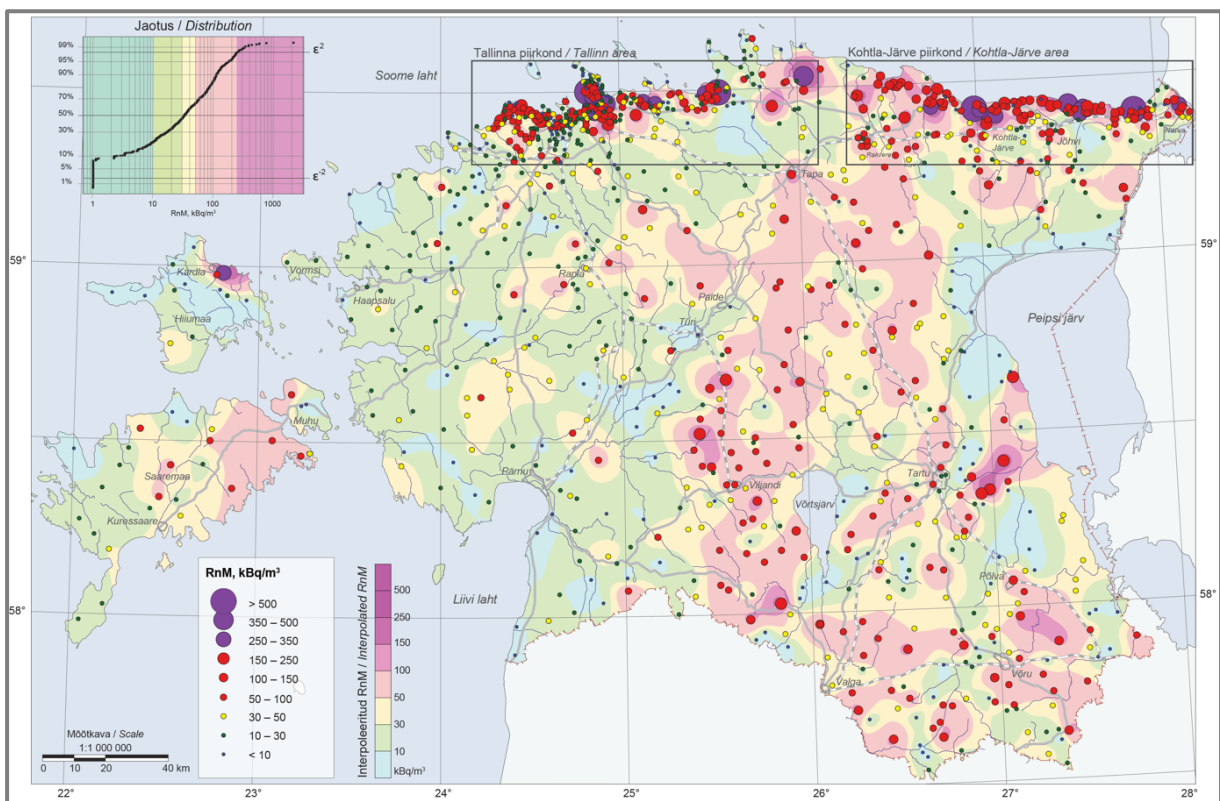 Jaotus / Distribution
99%
95%
90%
70%
50%
30%
10%
5%
1%
ε²
ε⁻²
1
10
100
1000
RnM, kBq/m³
Soome laht
Tallinna piirkond / Tallinn area
Kohtla-Järve piirkond / Kohtla-Järve area
Narva
Kohtla-
Järve
Jõhvi
Rakvere
Tapa
59°
59°
Kärdla
Vormsi
Hiiumaa
Haapsalu
Rapla
Paide
Türi
Peipsi järv
Muhu
Saaremaa
Kuressaare
Pärnu
Viljandi
Võrtsjärv
Tartu
Põlva
58°
58°
Liivi laht
Valga
Võru
RnM, kBq/m³
> 500
350 – 500
250 – 350
150 – 250
100 – 150
50 – 100
30 – 50
10 – 30
< 10
Interpoleeritud RnM / Interpolated RnM
500
250
150
100
50
30
10
kBq/m³
Mõõtkava / Scale
1:1 000 000
10
0
20
40 km
22°
23°
24°
25°
26°
27°
28°